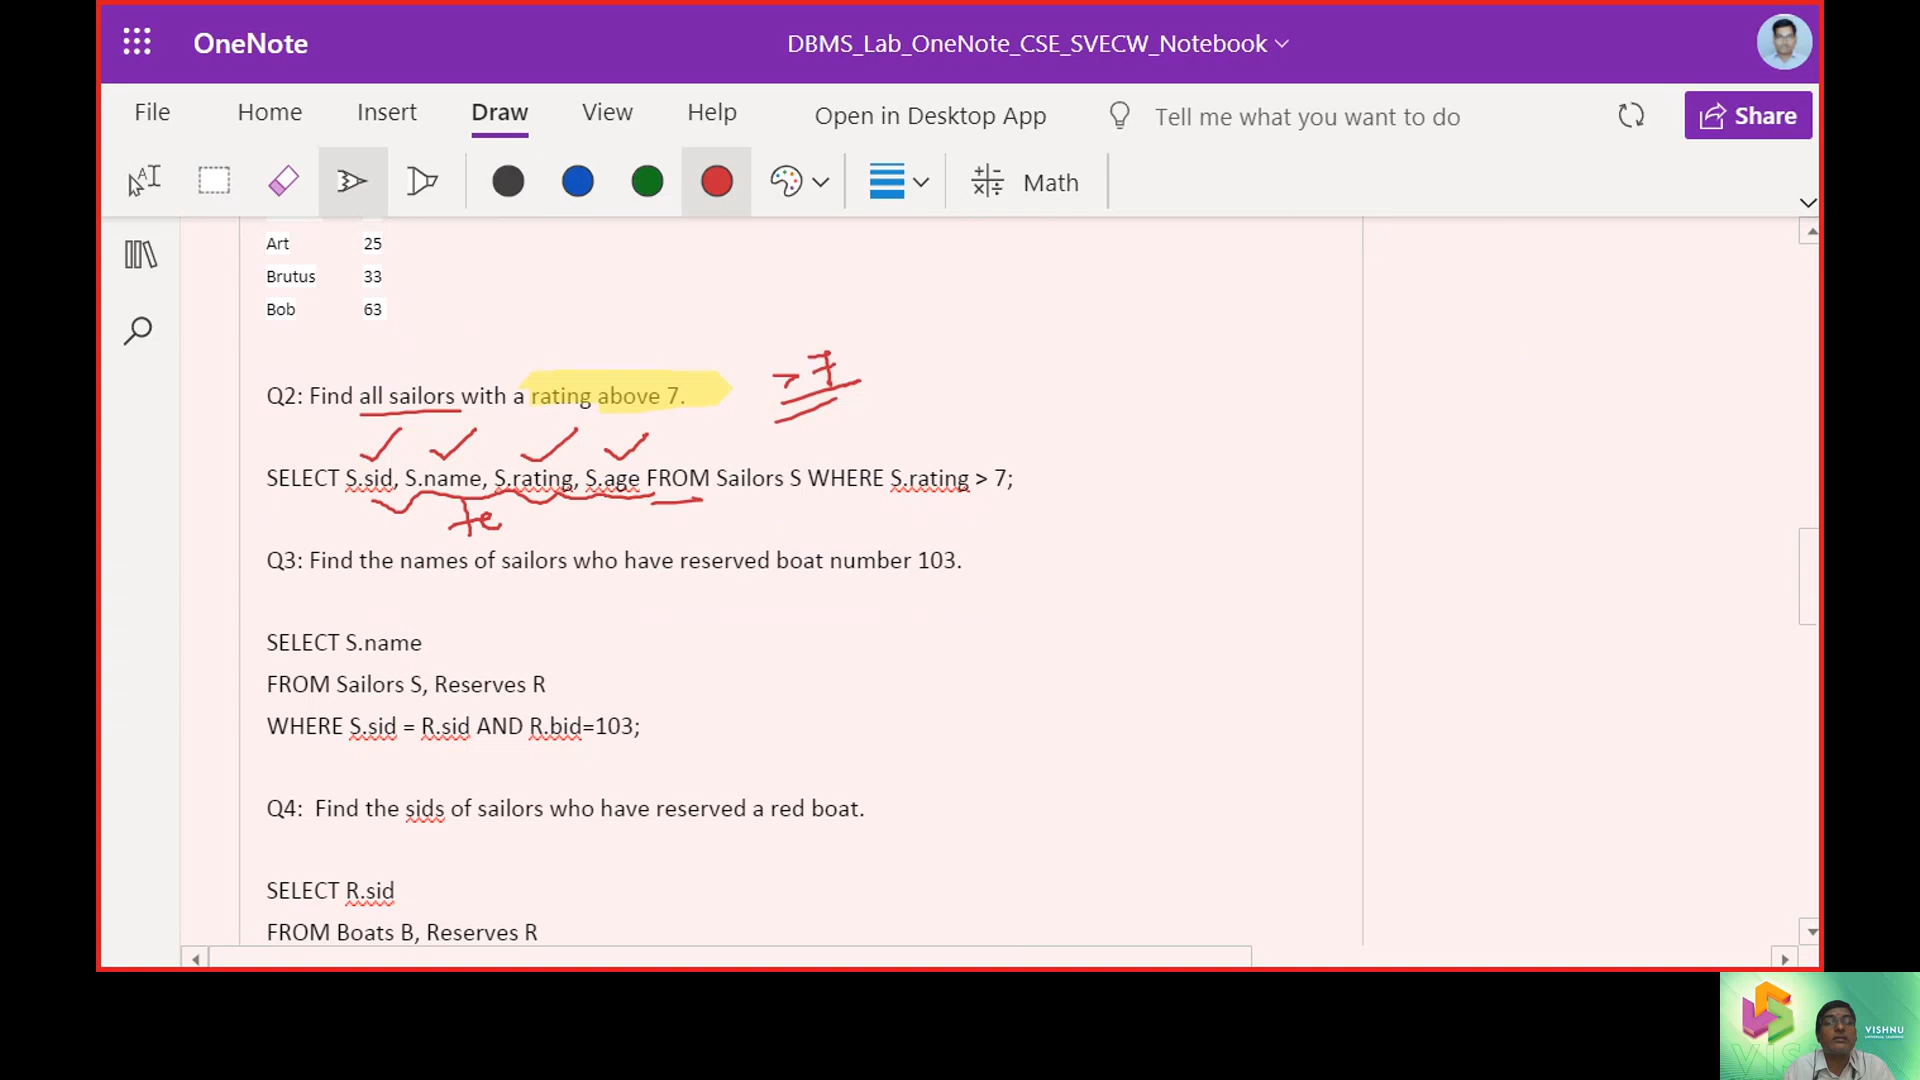 OneNote
DBMS_Lab_OneNote_CSE_SVECW_Notebook
File Home Insert Draw View Help Open in Desktop App Tell me what you want to do Share
Math
Art 25
Brutus 33
Bob 63
> 7
Q2: Find all sailors with a rating above 7.
SELECT S.sid, S.name, S.rating, S.age FROM Sailors S WHERE S.rating > 7;
Q3: Find the names of sailors who have reserved boat number 103.
SELECT S.name
FROM Sailors S, Reserves R
WHERE S.sid = R.sid AND R.bid=103;
Q4:  Find the sids of sailors who have reserved a red boat.
SELECT R.sid
FROM Boats B, Reserves R
VISHNU
UNIVERSAL LEARNING